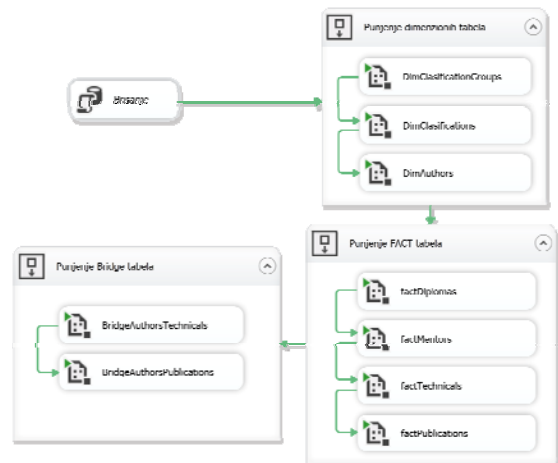 Punjenje dimenzionih tabela
DimClasificationGroups
Brisanje
DimClasifications
DimAuthors
Punjenje FACT tabela
Punjenje Bridge tabela
factDiplomas
BridgeAuthorsTechnicals
factMentors
BridgeAuthorsPublications
factTechnicals
factPublications